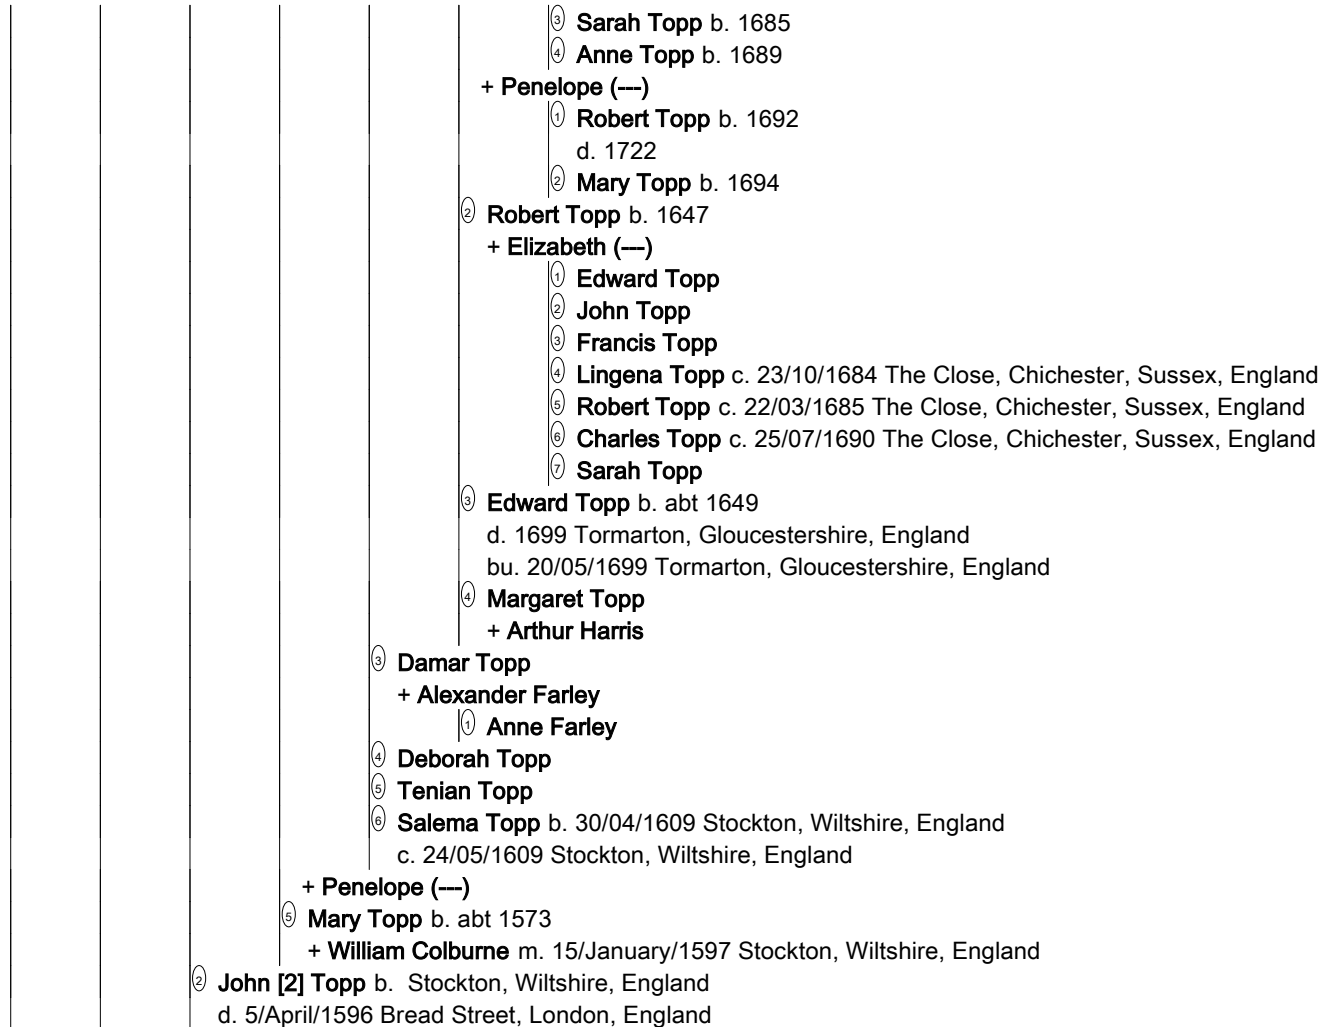 3 Sarah Topp b. 1685
4 Anne Topp b. 1689
+ Penelope (---)
1 Robert Topp b. 1692
d. 1722
2 Mary Topp b. 1694
2 Robert Topp b. 1647
+ Elizabeth (---)
1 Edward Topp
2 John Topp
3 Francis Topp
4 Lingena Topp c. 23/10/1684 The Close, Chichester, Sussex, England
5 Robert Topp c. 22/03/1685 The Close, Chichester, Sussex, England
6 Charles Topp c. 25/07/1690 The Close, Chichester, Sussex, England
7 Sarah Topp
3 Edward Topp b. abt 1649
d. 1699 Tormarton, Gloucestershire, England
bu. 20/05/1699 Tormarton, Gloucestershire, England
4 Margaret Topp
+ Arthur Harris
3 Damar Topp
+ Alexander Farley
1 Anne Farley
4 Deborah Topp
5 Tenian Topp
6 Salema Topp b. 30/04/1609 Stockton, Wiltshire, England
c. 24/05/1609 Stockton, Wiltshire, England
+ Penelope (---)
5 Mary Topp b. abt 1573
+ William Colburne m. 15/January/1597 Stockton, Wiltshire, England
2 John [2] Topp b. Stockton, Wiltshire, England
d. 5/April/1596 Bread Street, London, England